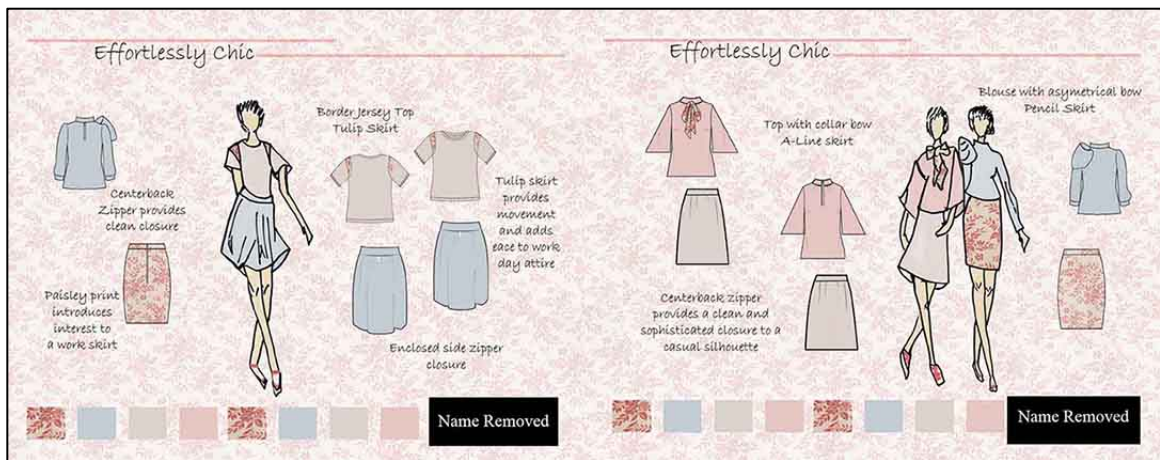 Effortlessly Chic
Centerback
Zipper provides
clean closure
Paisley print
introduces
interest to
a work skirt
Border Jersey Top
Tulip Skirt
Tulip skirt
provides
movement
and adds
eace to work
day attire
Enclosed side zipper
closure
Name Removed
Effortlessly Chic
Top with collar bow
A-Line skirt
Centerback zipper
provides a clean and
sophisticated closure to a
casual silhouette
Blouse with asymetrical bow
Pencil Skirt
Name Removed